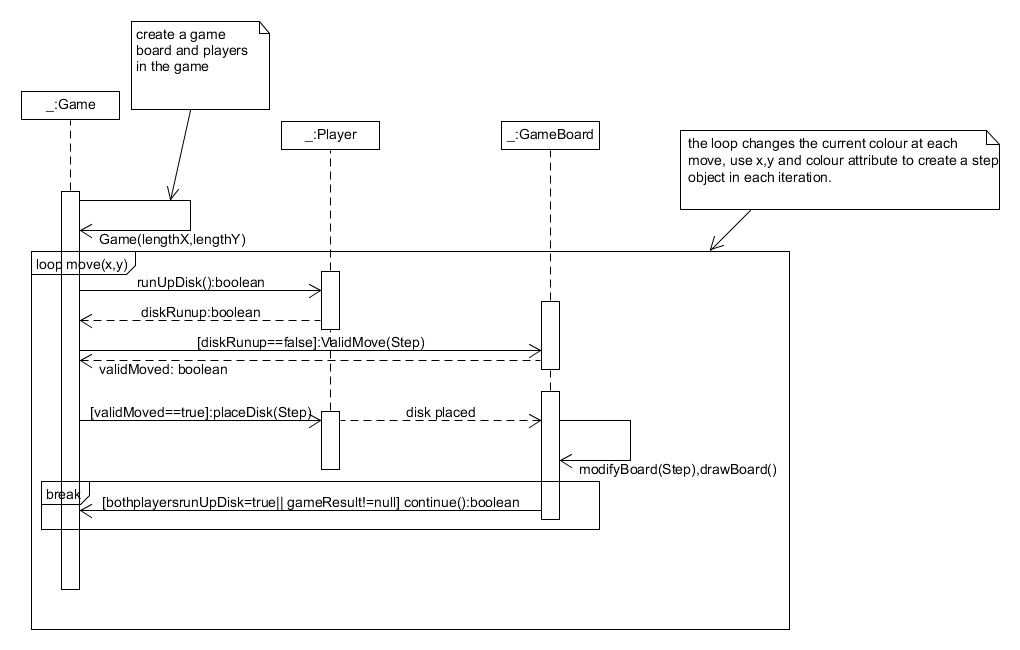 create a game
board and players
in the game
_:Game
_:Player
_:GameBoard
the loop changes the current colour at each
move, use x,y and colour attribute to create a step
object in each iteration.
Game(lengthX,lengthY)
loop move(x,y)
runUpDisk():boolean
diskRunup:boolean
[diskRunup==false]:ValidMove(Step)
validMoved: boolean
[validMoved==true]:placeDisk(Step)
disk placed
modifyBoard(Step),drawBoard()
break
[bothplayersrunUpDisk=true|| gameResult!=null] continue():boolean